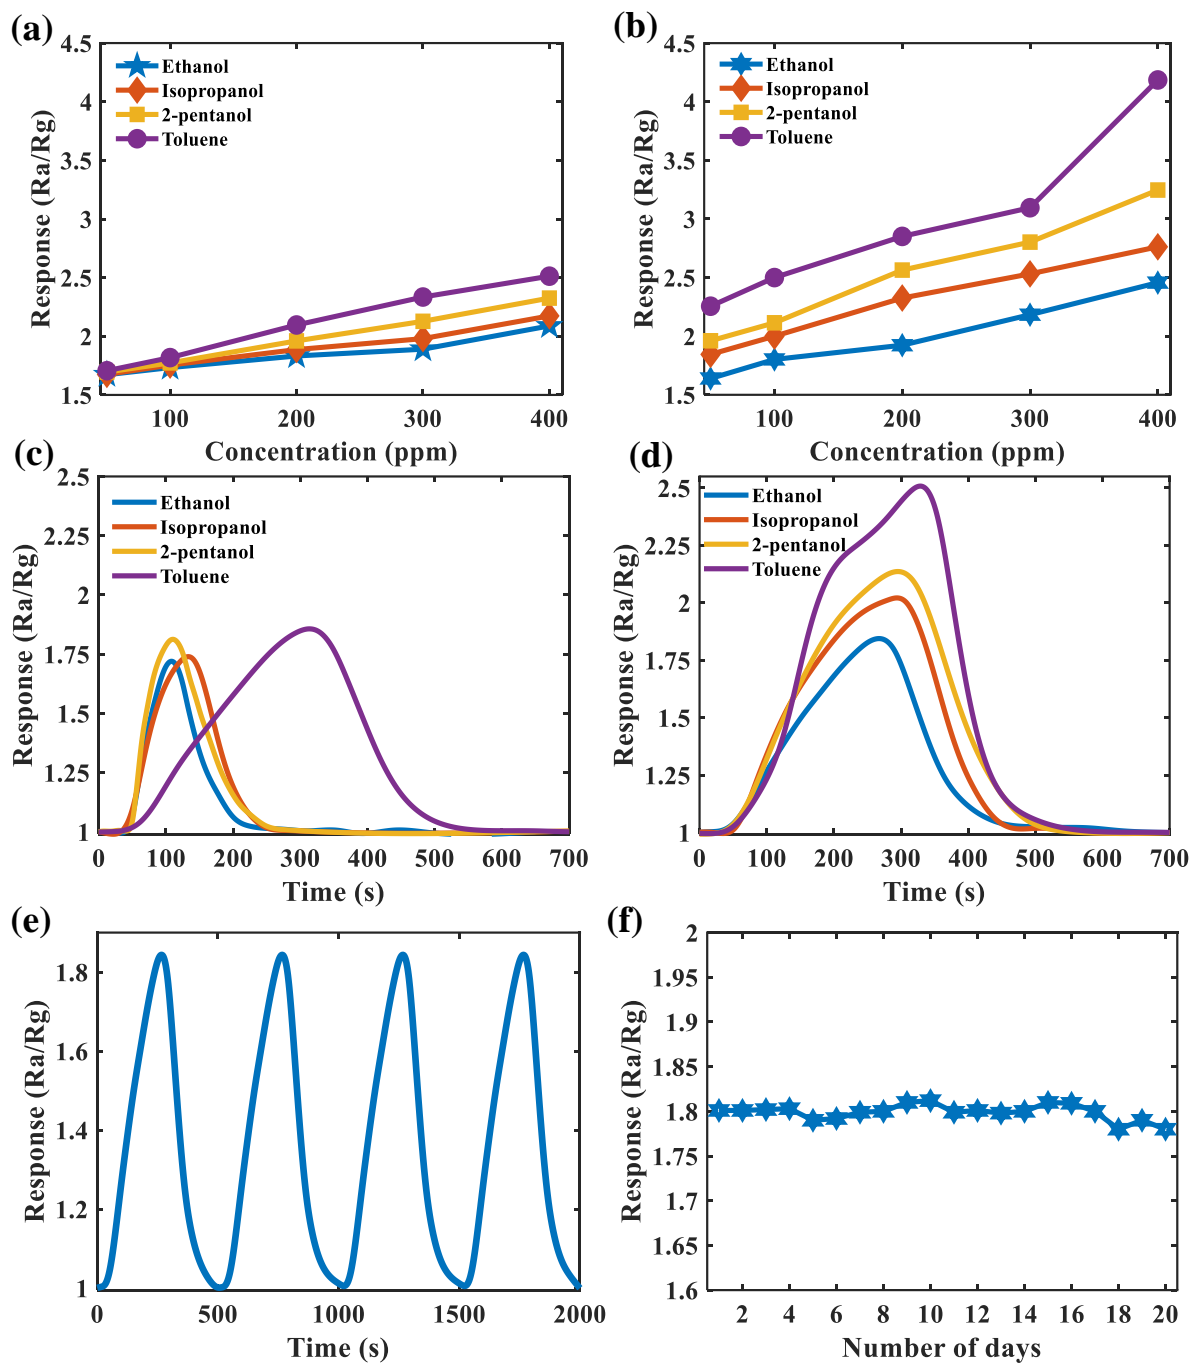 (a)
4.5
4
3.5
3
2.5
2
1.5
Response (Ra/Rg)
Ethanol
Isopropanol
2-pentanol
Toluene
100 200 300 400
Concentration (ppm)
(b)
4.5
4
3.5
3
2.5
2
1.5
Response (Ra/Rg)
Ethanol
Isopropanol
2-pentanol
Toluene
100 200 300 400
Concentration (ppm)
(c)
2.5
2.25
2
1.75
1.5
1.25
1
Response (Ra/Rg)
Ethanol
Isopropanol
2-pentanol
Toluene
0 100 200 300 400 500 600 700
Time (s)
(d)
2.5
2.25
2
1.75
1.5
1.25
1
Response (Ra/Rg)
Ethanol
Isopropanol
2-pentanol
Toluene
0 100 200 300 400 500 600 700
Time (s)
(e)
1.8
1.6
1.4
1.2
1
Response (Ra/Rg)
0 500 1000 1500 2000
Time (s)
(f)
2
1.95
1.9
1.85
1.8
1.75
1.7
1.65
1.6
Response (Ra/Rg)
2 4 6 8 10 12 14 16 18 20
Number of days